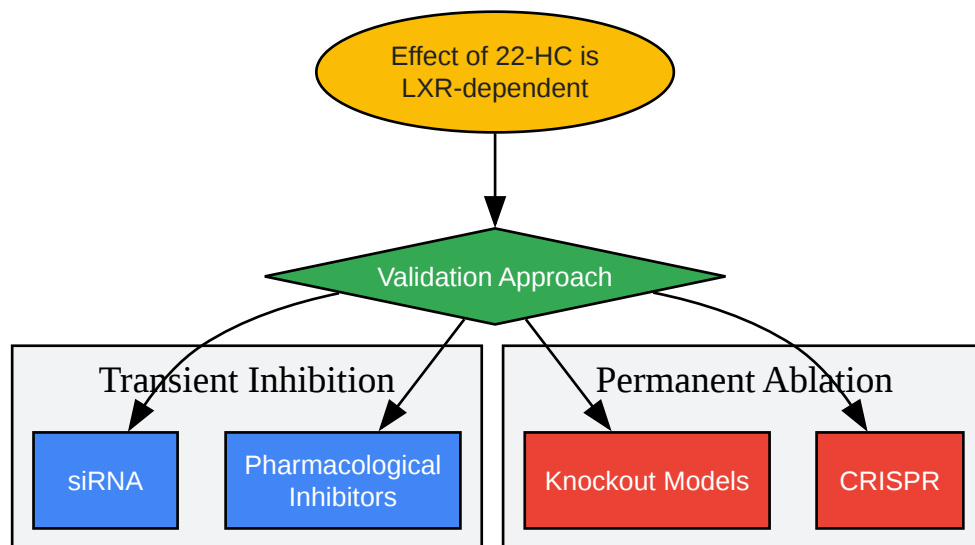 Effect of 22-HC is
LXR-dependent
Validation Approach
Transient Inhibition
Permanent Ablation
siRNA
Pharmacological
Inhibitors
Knockout Models
CRISPR